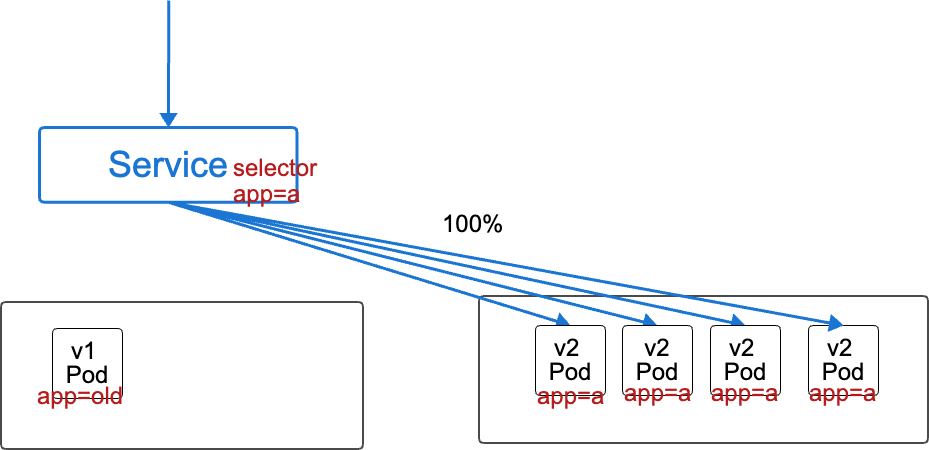 Service
selector
app=a
100%
v1
Pod
app=old
v2
Pod
app=a
v2
Pod
app=a
v2
Pod
app=a
v2
Pod
app=a